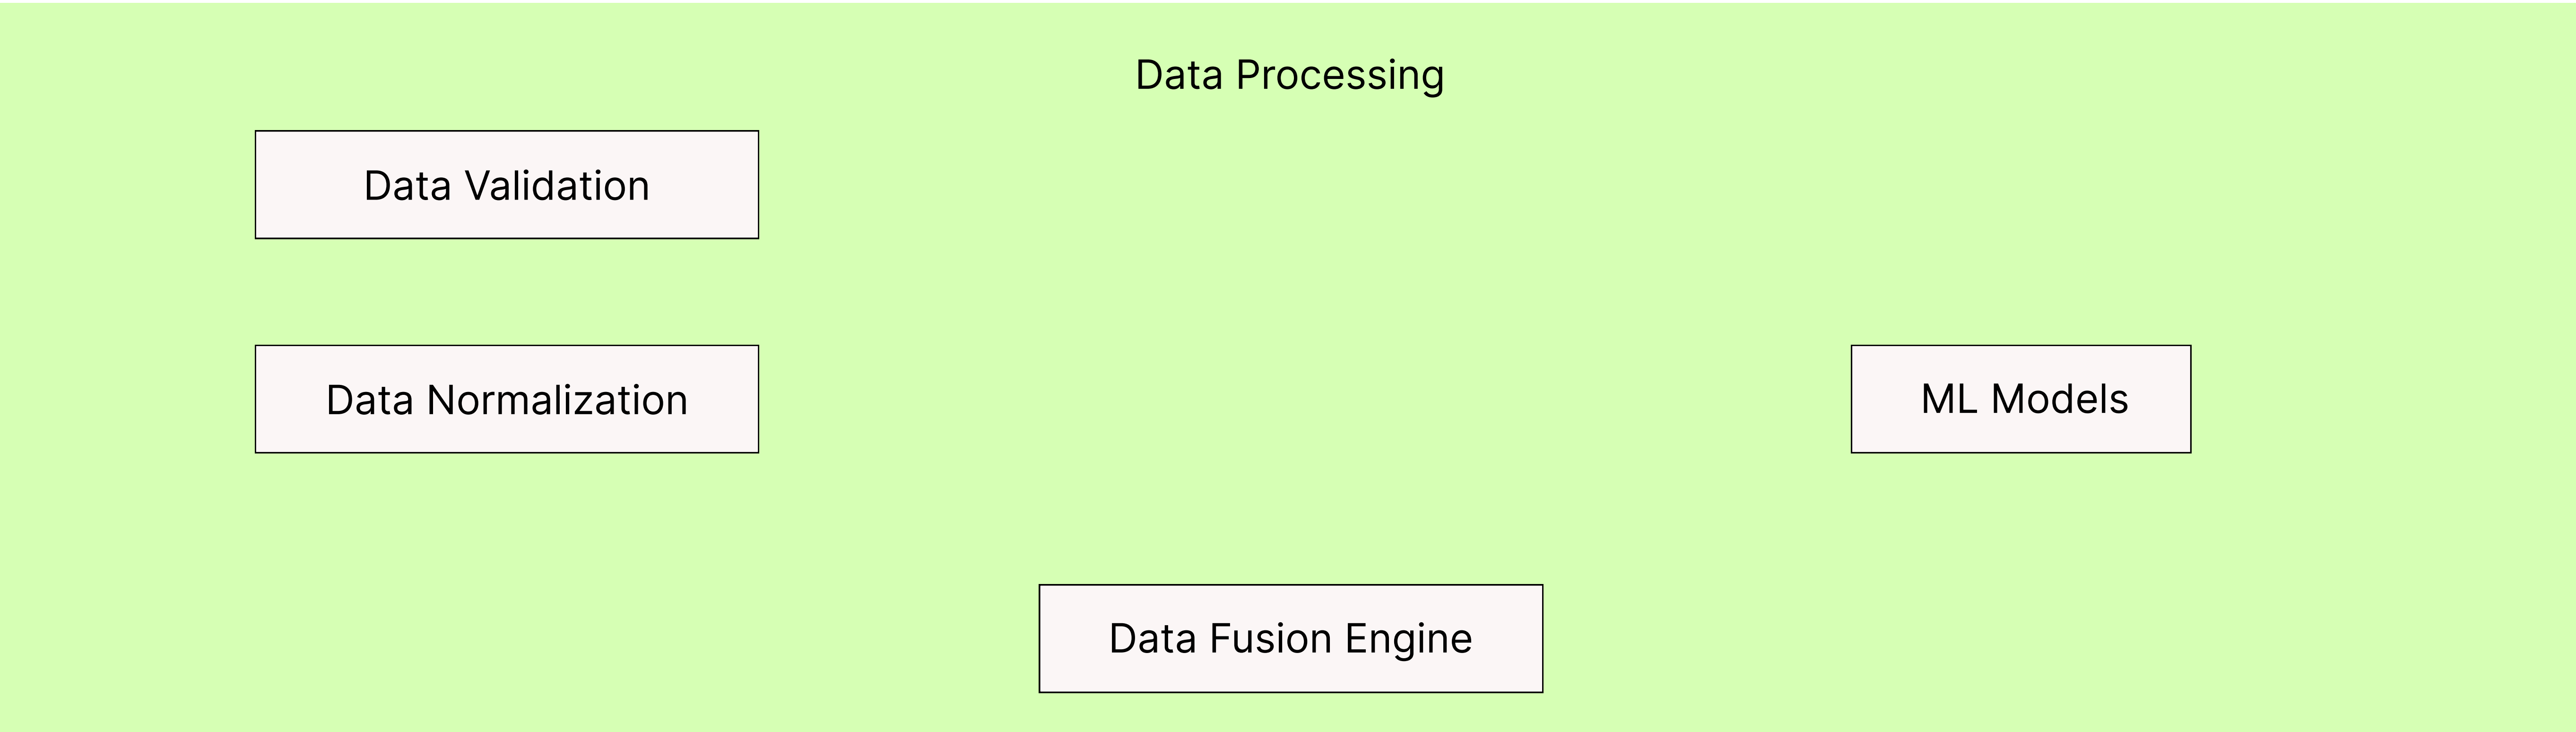 Data Processing
Data Validation
Data Normalization
ML Models
Data Fusion Engine